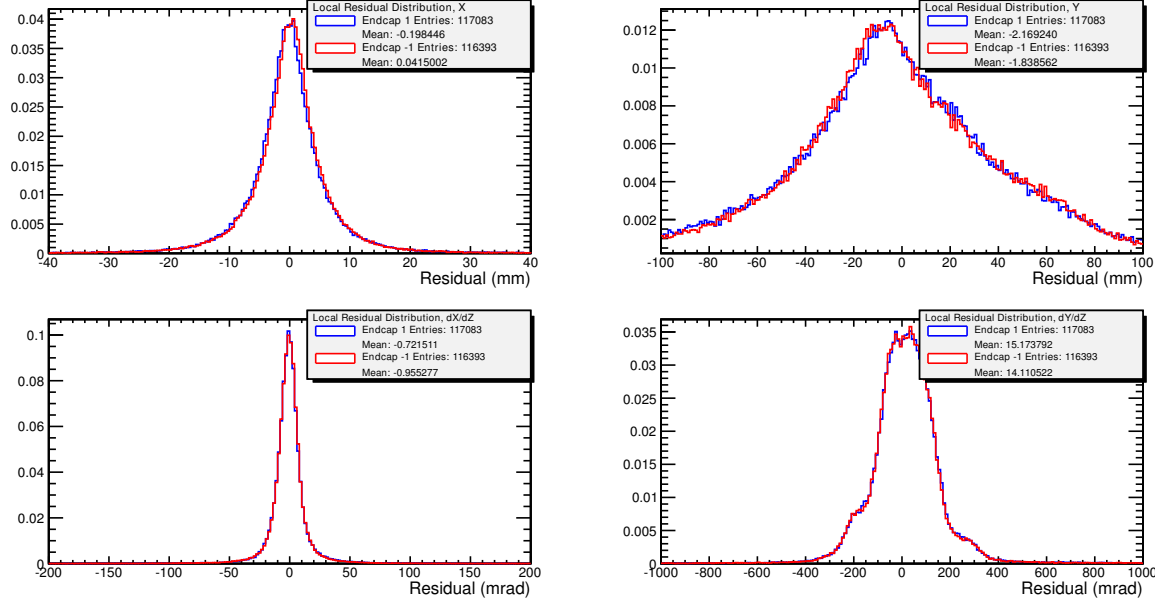 Local Residual Distribution, X
Endcap 1 Entries: 117083
Mean: -0.198446
Endcap -1 Entries: 116393
Mean: 0.0415002
0.04
0.035
0.03
0.025
0.02
0.015
0.01
0.005
0
-40 -30 -20 -10 0 10 20 30 40
Residual (mm)
Local Residual Distribution, Y
Endcap 1 Entries: 117083
Mean: -2.169240
Endcap -1 Entries: 116393
Mean: -1.838562
0.012
0.01
0.008
0.006
0.004
0.002
-100 -80 -60 -40 -20 0 20 40 60 80 100
Residual (mm)
Local Residual Distribution, dX/dZ
Endcap 1 Entries: 117083
Mean: -0.721511
Endcap -1 Entries: 116393
Mean: -0.955277
0.1
0.08
0.06
0.04
0.02
0
-200 -150 -100 -50 0 50 100 150 200
Residual (mrad)
Local Residual Distribution, dY/dZ
Endcap 1 Entries: 117083
Mean: 15.173792
Endcap -1 Entries: 116393
Mean: 14.110522
0.035
0.03
0.025
0.02
0.015
0.01
0.005
0
-1000 -800 -600 -400 -200 0 200 400 600 800 1000
Residual (mrad)